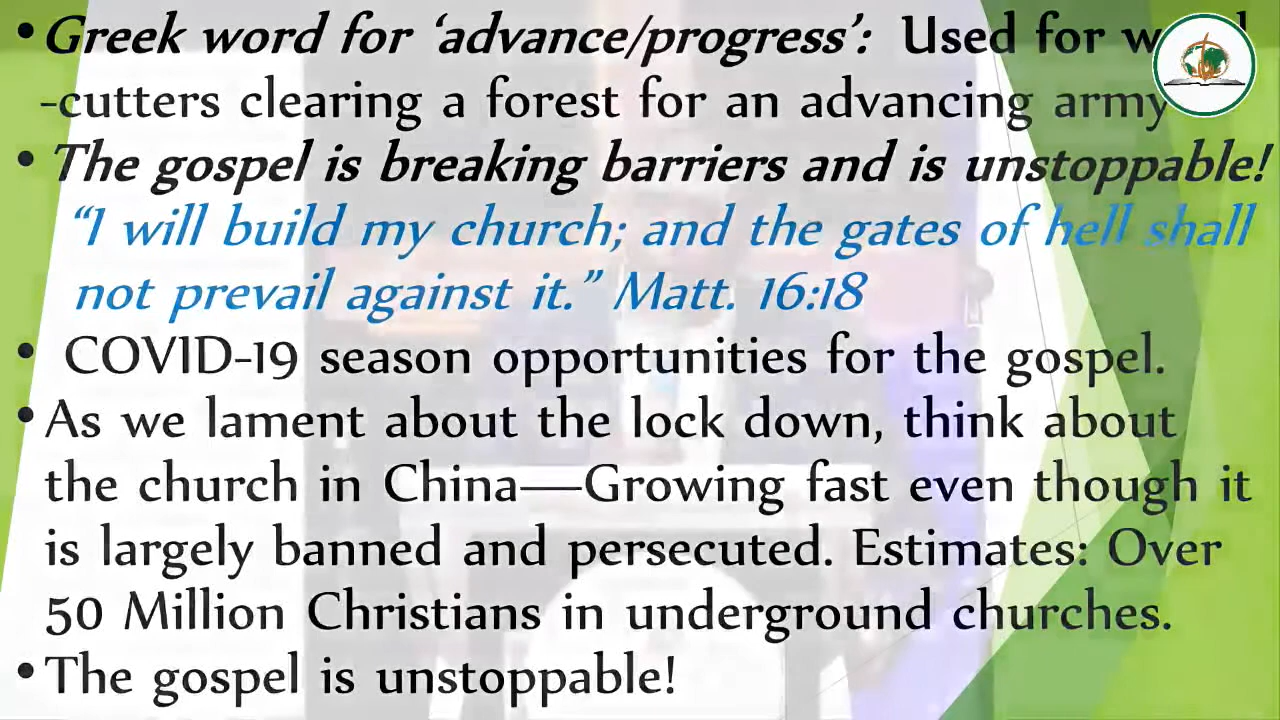 • Greek word for ‘advance/progress’: Used for
-cutters clearing a forest for an advancing army
• The gospel is breaking barriers and is unstoppable!
“I will build my church; and the gates of hell shall
not prevail against it.” Matt. 16:18
• COVID-19 season opportunities for the gospel.
• As we lament about the lock down, think about
the church in China—Growing fast even though it
is largely banned and persecuted. Estimates: Over
50 Million Christians in underground churches.
• The gospel is unstoppable!